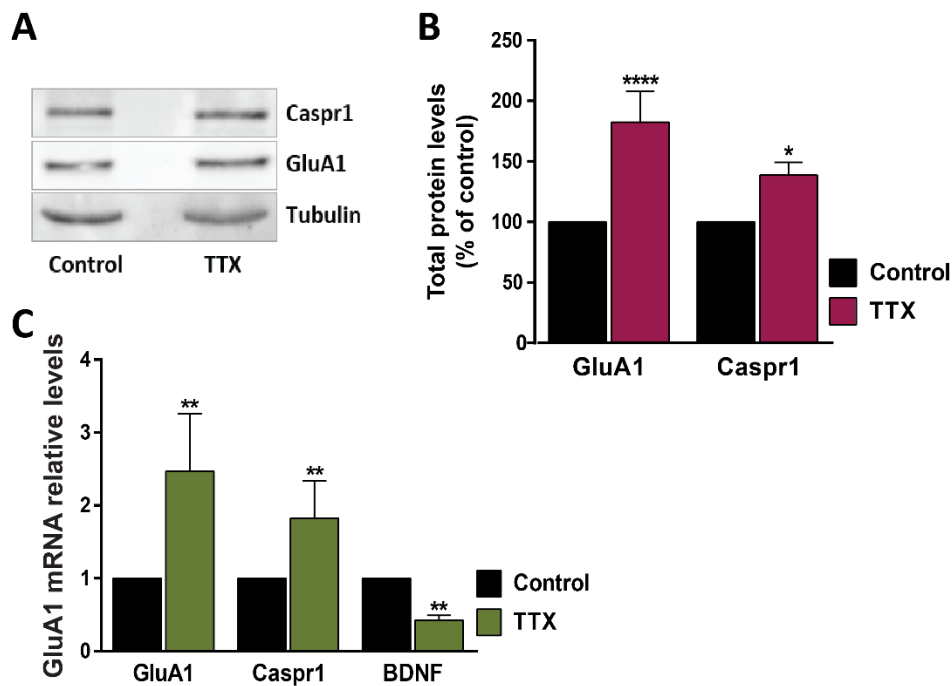 A
Caspr1
GluA1
Tubulin
Control TTX
B
Total protein levels
(% of control)
250
200
150
100
50
0
****
*
GluA1 Caspr1
Control
TTX
C
GluA1 mRNA relative levels
4
3
2
1
0
**
**
**
GluA1 Caspr1 BDNF
Control
TTX